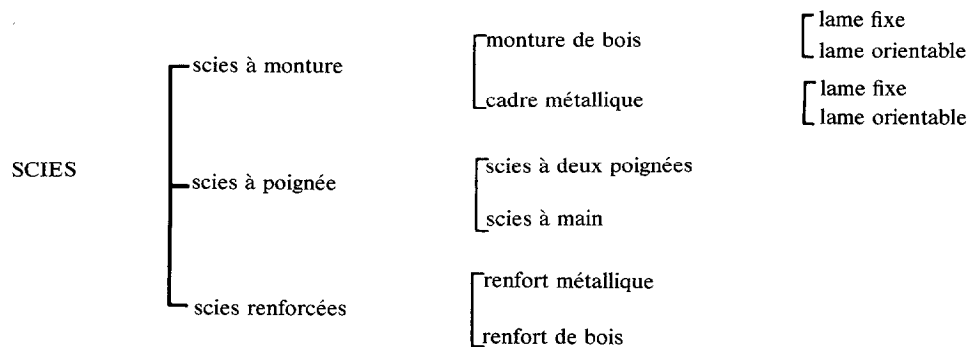 SCIES
scies à monture
monture de bois
lame fixe
lame orientable
cadre métallique
lame fixe
lame orientable
scies à poignée
scies à deux poignées
scies à main
scies renforcées
renfort métallique
renfort de bois